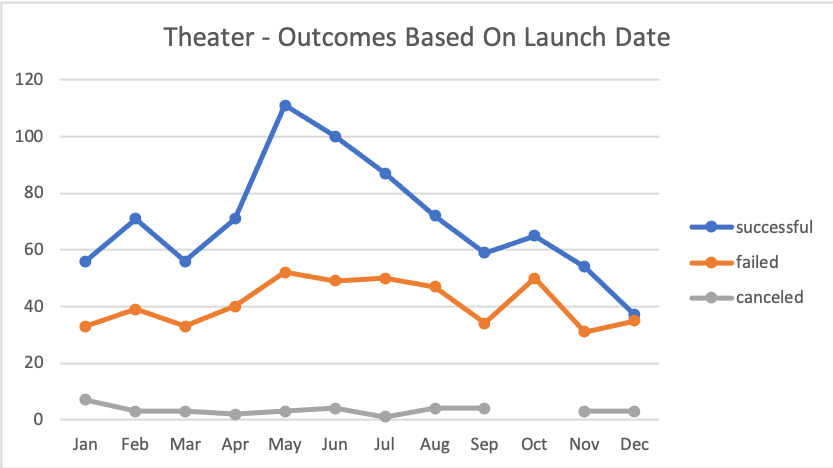 Theater - Outcomes Based On Launch Date
120
100
80
60
40
20
0
Jan Feb Mar Apr May Jun Jul Aug Sep Oct Nov Dec
successful
failed
canceled